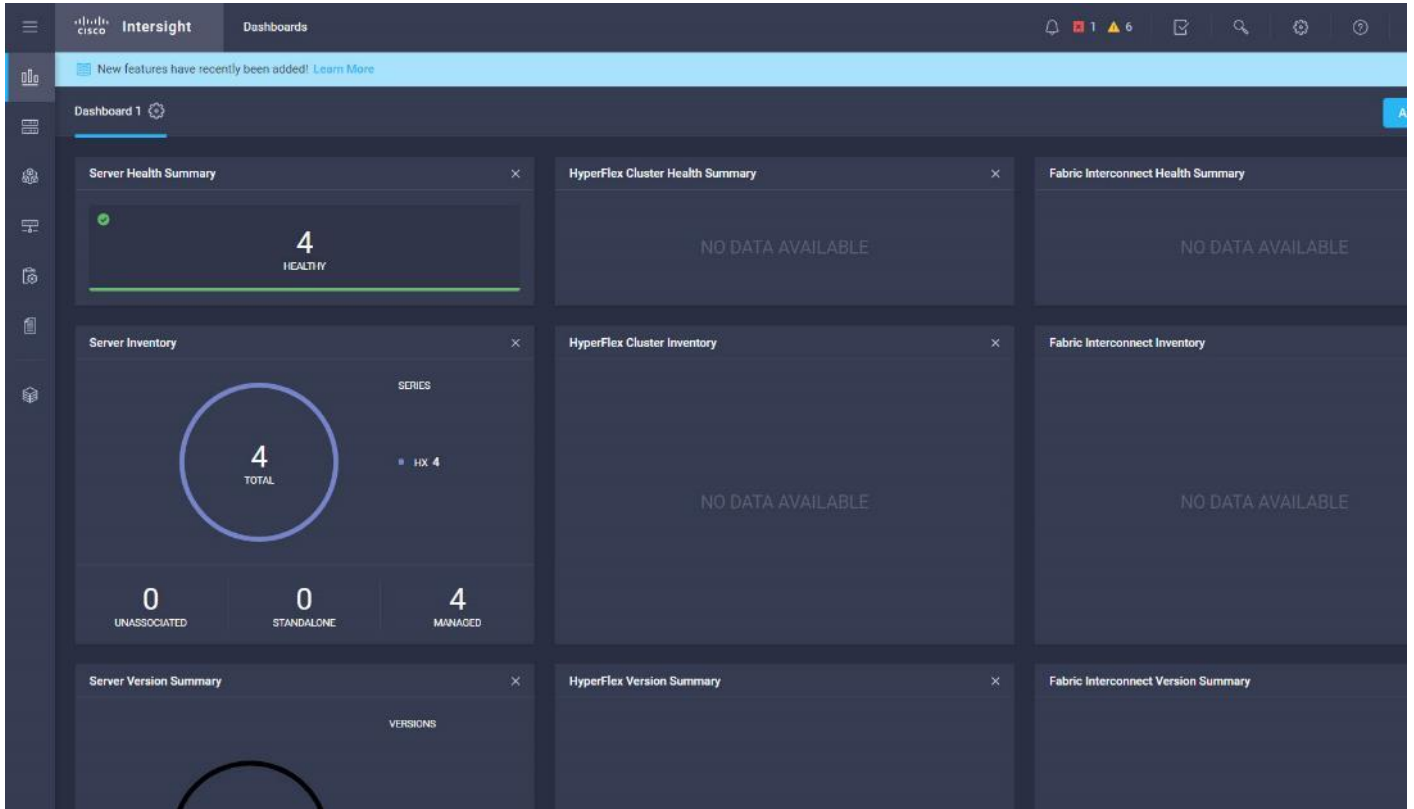 cisco Intersight Dashboards 1 6
New features have recently been added! Learn More
Dashboard 1 A
Server Health Summary
4
HEALTHY
HyperFlex Cluster Health Summary
NO DATA AVAILABLE
Fabric Interconnect Health Summary
NO DATA AVAILABLE
Server Inventory
SERIES
4
TOTAL
HX 4
0
UNASSOCIATED
0
STANDALONE
4
MANAGED
HyperFlex Cluster Inventory
NO DATA AVAILABLE
Fabric Interconnect Inventory
NO DATA AVAILABLE
Server Version Summary
VERSIONS
HyperFlex Version Summary
Fabric Interconnect Version Summary